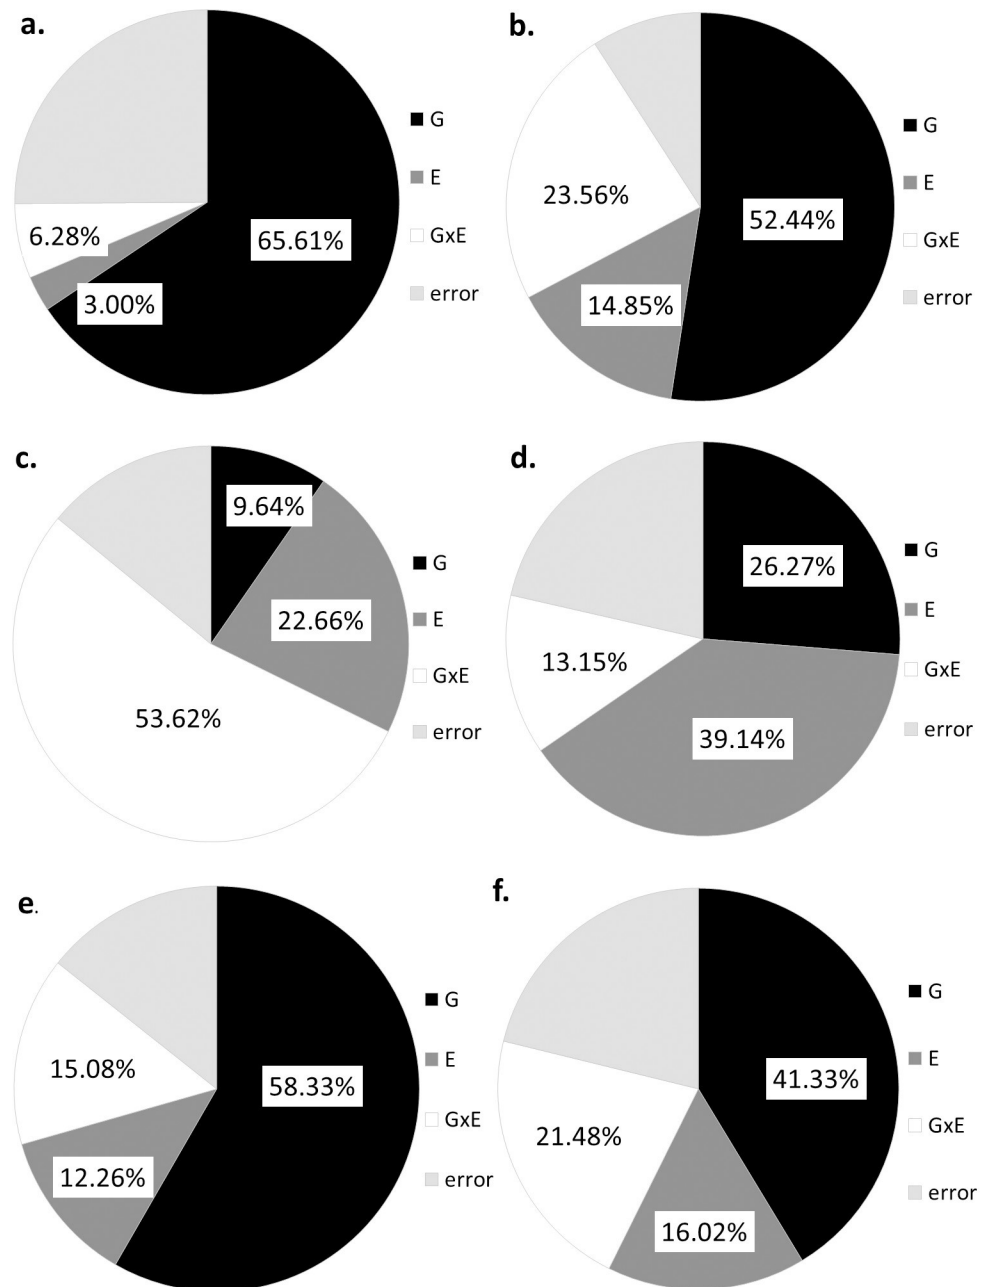 a.
65.61%
3.00%
6.28%
G
E
GxE
error
b.
52.44%
14.85%
23.56%
G
E
GxE
error
c.
9.64%
22.66%
53.62%
G
E
GxE
error
d.
26.27%
39.14%
13.15%
G
E
GxE
error
e.
58.33%
12.26%
15.08%
G
E
GxE
error
f.
41.33%
16.02%
21.48%
G
E
GxE
error